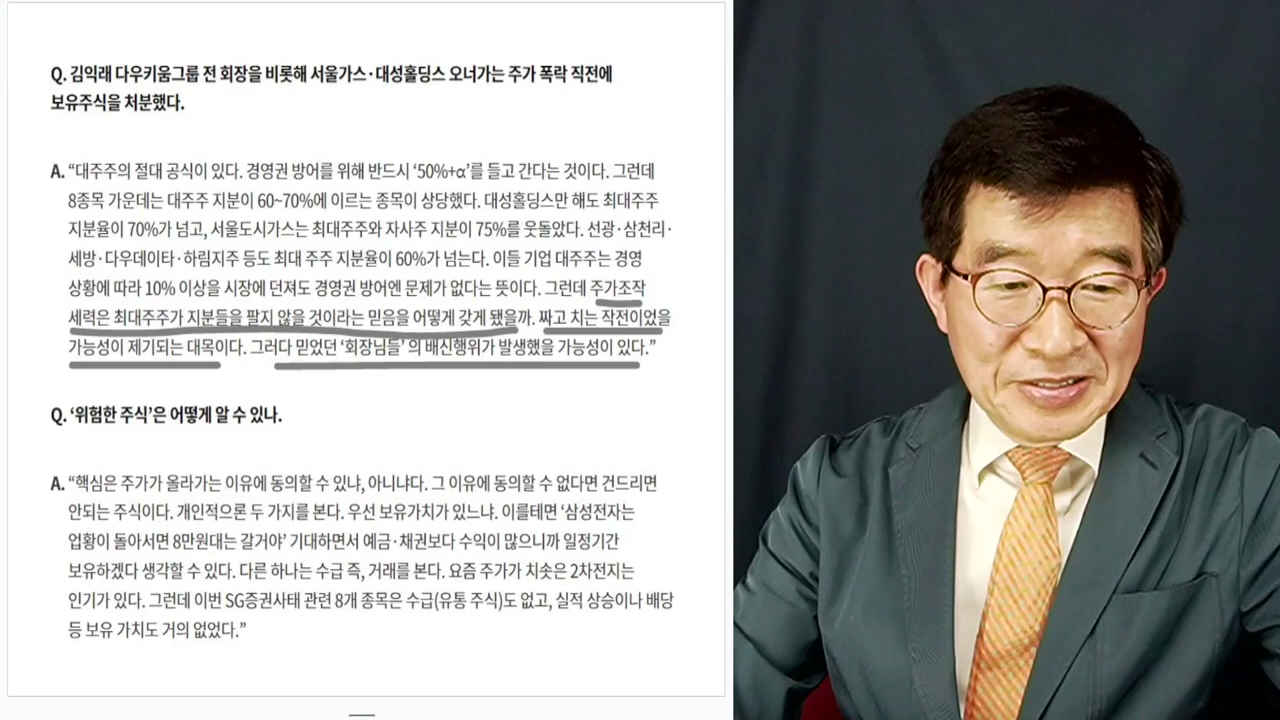 Q. 김익래 다우키움그룹 전 회장을 비롯해 서울가스·대성홀딩스 오너가는 주가 폭락 직전에
보유주식을 처분했다.
A. “대주주의 절대 공식이 있다. 경영권 방어를 위해 반드시 ‘50%+α’를 들고 간다는 것이다. 그런데
8종목 가운데는 대주주 지분이 60~70%에 이르는 종목이 상당했다. 대성홀딩스만 해도 최대주주
지분율이 70%가 넘고, 서울도시가스는 최대주주와 자사주 지분이 75%를 웃돌았다. 선광·삼천리·
세방·다우데이타·하림지주 등도 최대 주주 지분율이 60%가 넘는다. 이들 기업 대주주는 경영
상황에 따라 10% 이상을 시장에 던져도 경영권 방어엔 문제가 없다는 뜻이다. 그런데 주가조작
세력은 최대주주가 지분들을 팔지 않을 것이라는 믿음을 어떻게 갖게 됐을까. 짜고 치는 작전이었을
가능성이 제기되는 대목이다. 그러다 믿었던 ‘회장님들’ 의 배신행위가 발생했을 가능성이 있다.”
Q. ‘위험한 주식’은 어떻게 알 수 있나.
A. “핵심은 주가가 올라가는 이유에 동의할 수 있냐, 아니냐다. 그 이유에 동의할 수 없다면 건드리면
안되는 주식이다. 개인적으론 두 가지를 본다. 우선 보유가치가 있느냐. 이를테면 ‘삼성전자는
업황이 돌아서면 8만원대는 갈거야’ 기대하면서 예금·채권보다 수익이 많으니까 일정기간
보유하겠다 생각할 수 있다. 다른 하나는 수급 즉, 거래를 본다. 요즘 주가가 치솟은 2차전지는
인기가 있다. 그런데 이번 SG증권사태 관련 8개 종목은 수급(유통 주식)도 없고, 실적 상승이나 배당
등 보유 가치도 거의 없었다.”